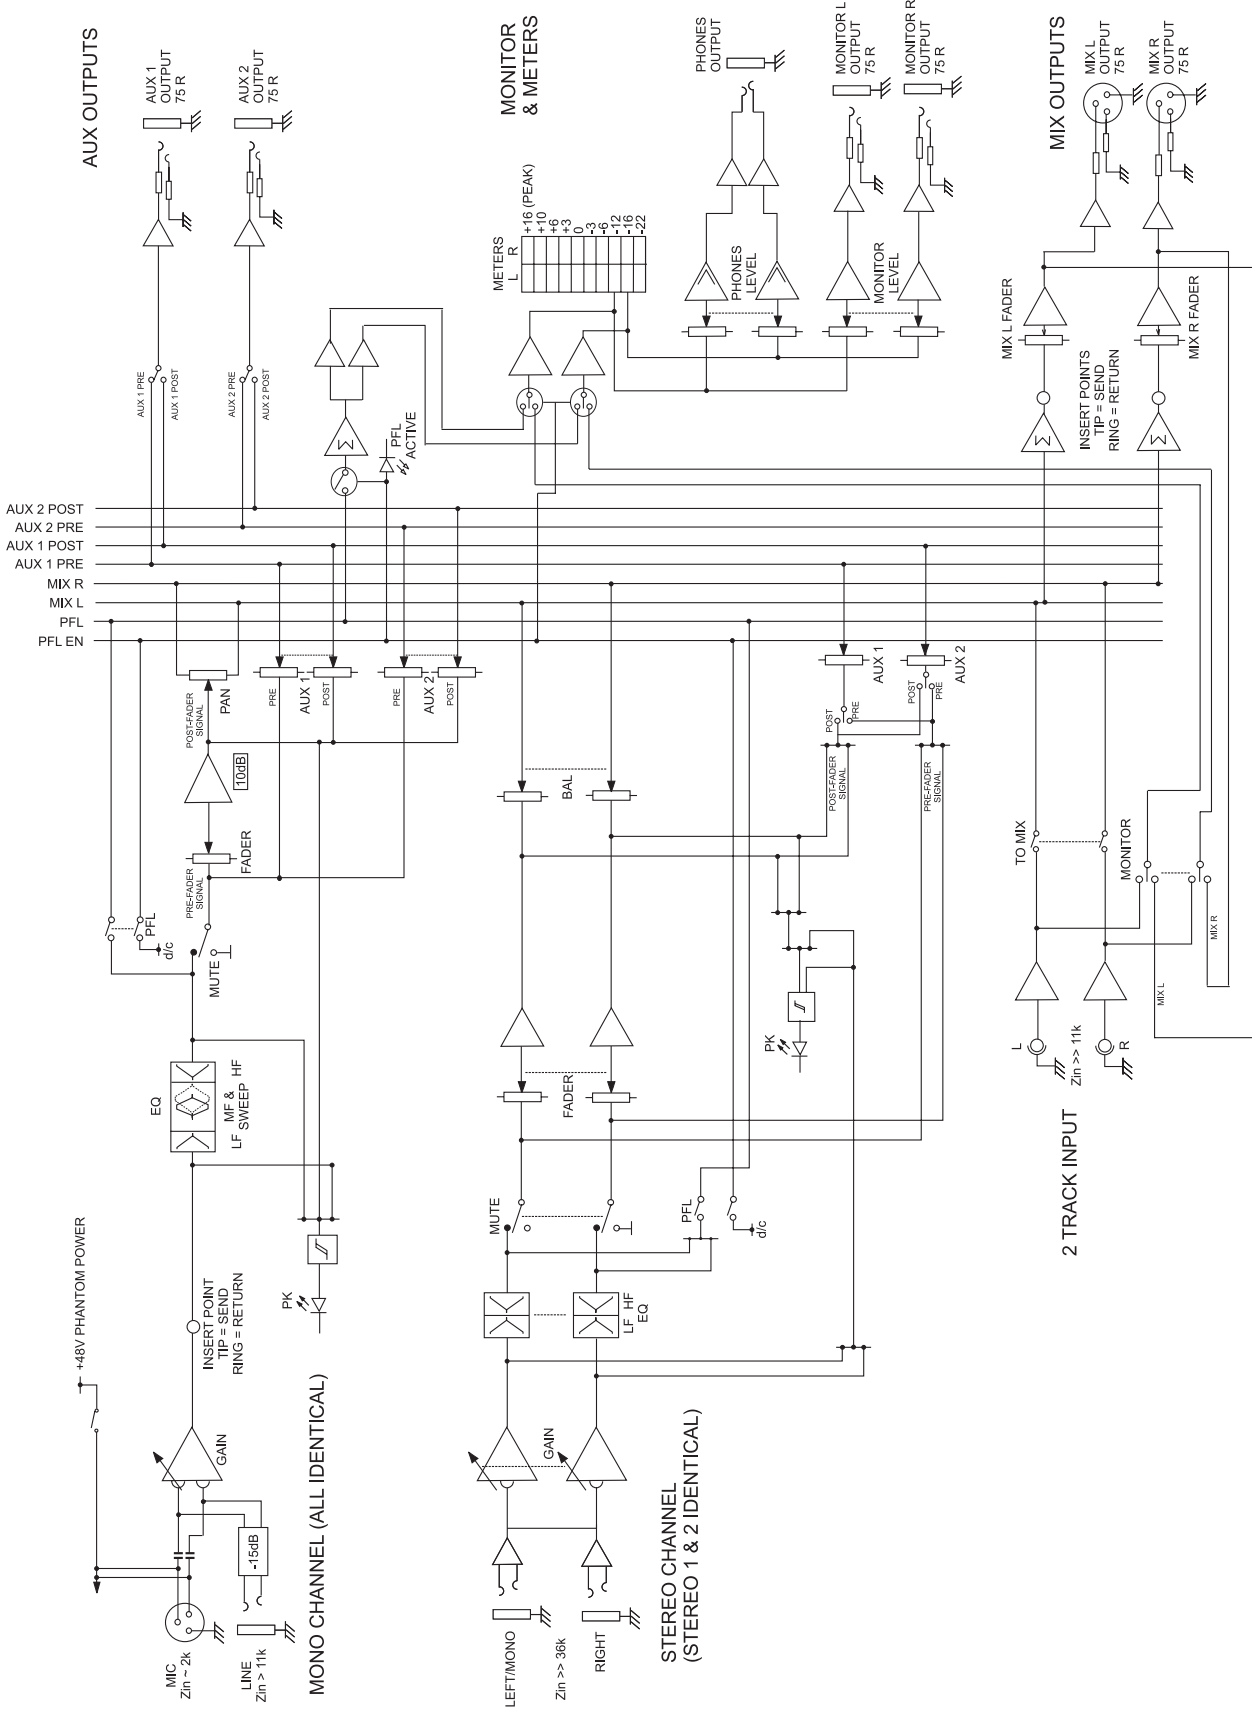 AUX OUTPUTS
AUX 1
OUTPUT
75 R
AUX 2
OUTPUT
75 R
AUX 1 PRE
AUX 1 POST
AUX 2 PRE
AUX 2 POST
MONITOR
& METERS
METERS
L R
+16 (PEAK)
+10
+6
+3
0
-3
-6
-12
-16
-22
PHONES
OUTPUT
MONITOR L
OUTPUT
75 R
MONITOR R
OUTPUT
75 R
PHONES
LEVEL
MONITOR
LEVEL
PFL
ACTIVE
Σ
MIX OUTPUTS
MIX L
OUTPUT
75 R
MIX R
OUTPUT
75 R
MIX L FADER
MIX R FADER
INSERT POINTS
TIP = SEND
RING = RETURN
Σ
Σ
AUX 2 POST
AUX 2 PRE
AUX 1 POST
AUX 1 PRE
MIX R
MIX L
PFL
PFL EN
POST-FADER
SIGNAL
PAN
10dB
FADER
PRE-FADER
SIGNAL
PRE
AUX 1
POST
PRE
AUX 2
POST
PFL
d/c
MUTE
EQ
LF
MF &
SWEEP
HF
PK
+48V PHANTOM POWER
INSERT POINT
TIP = SEND
RING = RETURN
GAIN
-15dB
MIC
Zin ~ 2k
LINE
Zin > 11k
MONO CHANNEL (ALL IDENTICAL)
BAL
AUX 1
AUX 2
POST
PRE
POST
PRE
POST-FADER
SIGNAL
PRE-FADER
SIGNAL
FADER
PK
MUTE
PFL
d/c
LF HF
EQ
GAIN
LEFT/MONO
Zin >> 36k
RIGHT
STEREO CHANNEL
(STEREO 1 & 2 IDENTICAL)
TO MIX
MONITOR
MIX L
MIX R
L
Zin >> 11k
R
2 TRACK INPUT